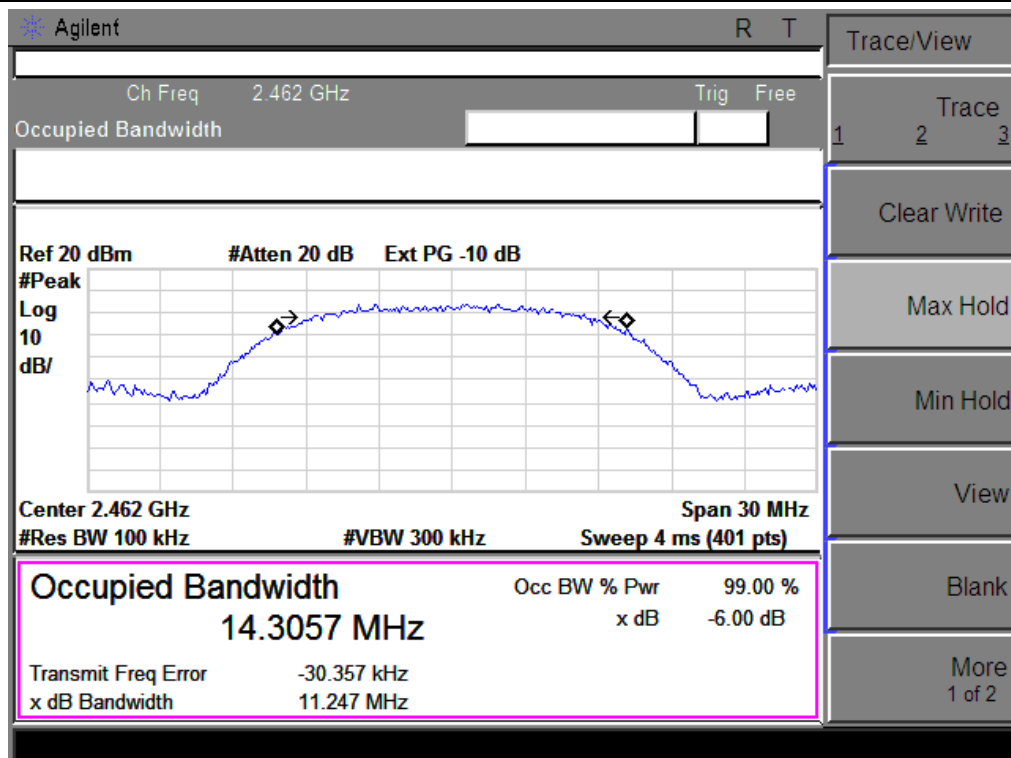 Agilent R T
Ch Freq 2.462 GHz Trig Free
Occupied Bandwidth
Ref 20 dBm #Atten 20 dB Ext PG -10 dB
#Peak
Log
10
dB/
Center 2.462 GHz Span 30 MHz
#Res BW 100 kHz #VBW 300 kHz Sweep 4 ms (401 pts)
Occupied Bandwidth Occ BW % Pwr 99.00 %
14.3057 MHz x dB -6.00 dB
Transmit Freq Error -30.357 kHz
x dB Bandwidth 11.247 MHz
Trace/View
Trace
1 2 3
Clear Write
Max Hold
Min Hold
View
Blank
More
1 of 2